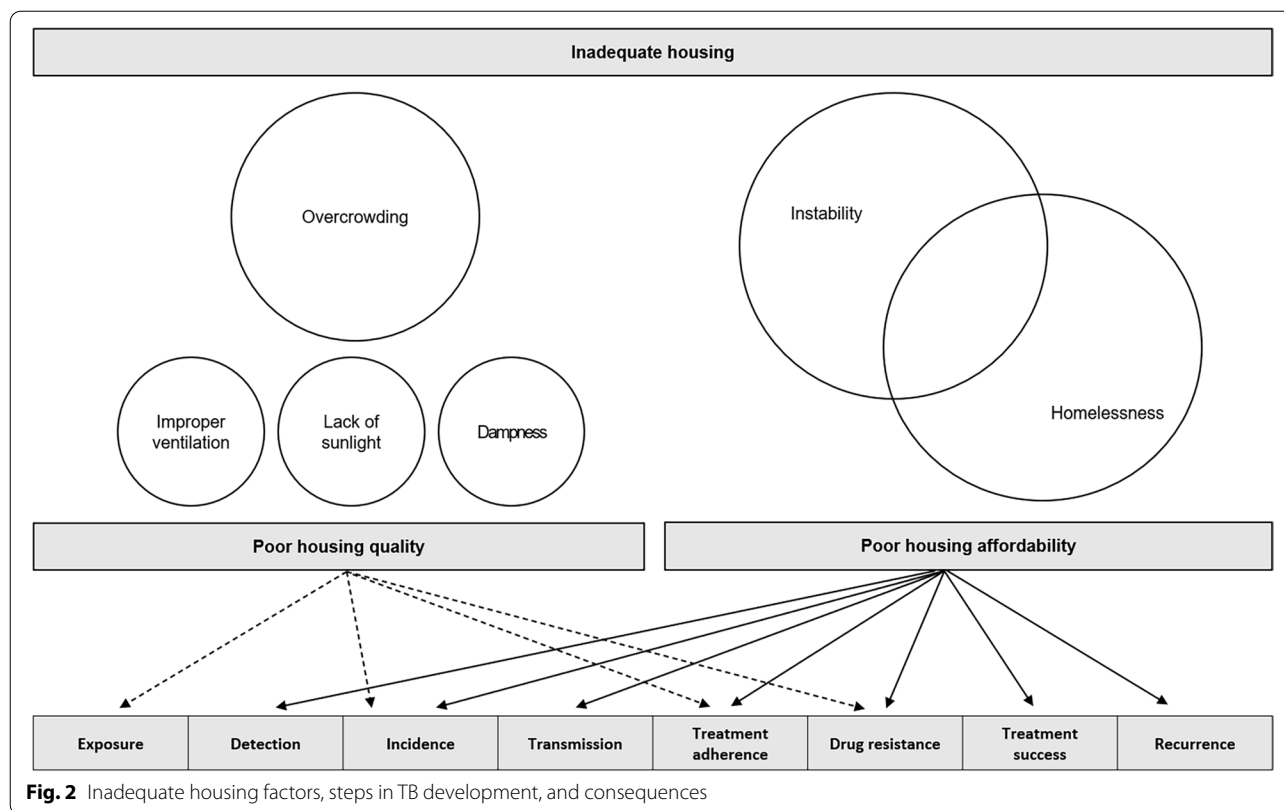 Inadequate housing
Overcrowding
Instability
Homelessness
Improper
ventilation
Lack of
sunlight
Dampness
Poor housing quality
Poor housing affordability
Exposure
Detection
Incidence
Transmission
Treatment
adherence
Drug resistance
Treatment
success
Recurrence
Fig. 2 Inadequate housing factors, steps in TB development, and consequences